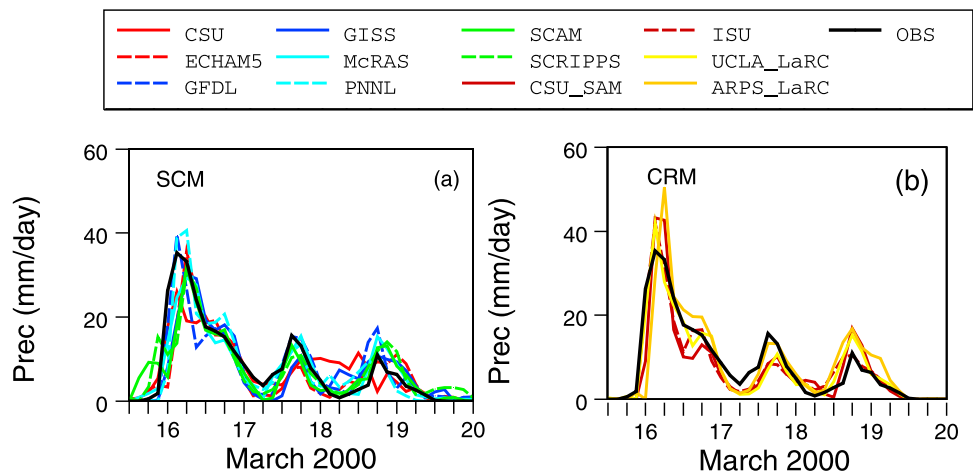 CSU GISS SCAM ISU OBS
ECHAM5 McRAS SCRIPPS UCLA_LaRC
GFDL PNNL CSU_SAM ARPS_LaRC
60 SCM (a)
40
20
0
Prec (mm/day)
16 17 18 19 20
March 2000
60 CRM (b)
40
20
0
Prec (mm/day)
16 17 18 19 20
March 2000